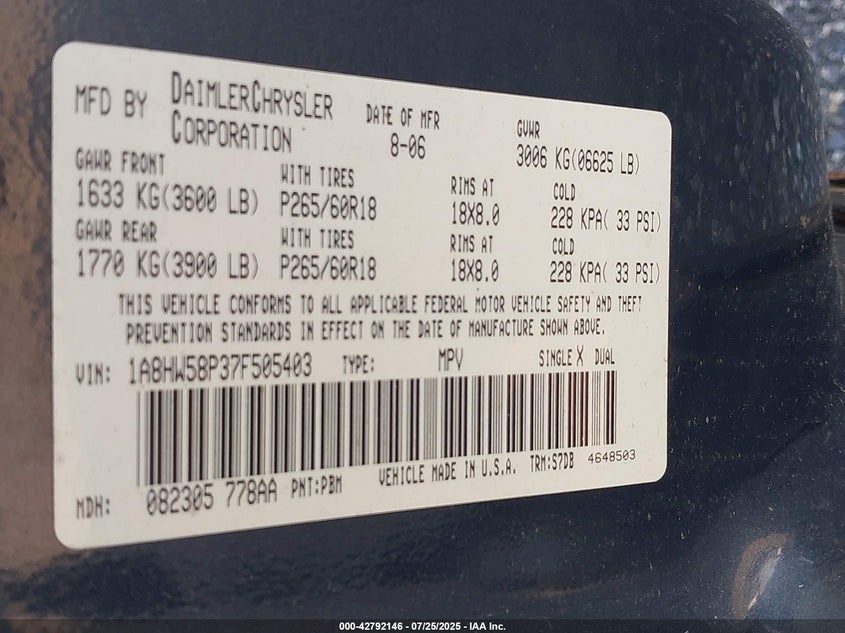 MFD BY DAIMLERCHRYSLER CORPORATION DATE OF MFR 8-06 GVWR 3006 KG(06625 LB)
GAWR FRONT WITH TIRES RIMS AT COLD
1633 KG(3600 LB) P265/60R18 18X8.0 228 KPA( 33 PSI)
GAWR REAR WITH TIRES RIMS AT COLD
1770 KG(3900 LB) P265/60R18 18X8.0 228 KPA( 33 PSI)
THIS VEHICLE CONFORMS TO ALL APPLICABLE FEDERAL MOTOR VEHICLE SAFETY AND THEFT
PREVENTION STANDARDS IN EFFECT ON THE DATE OF MANUFACTURE SHOWN ABOVE.
VIN: 1A8HW58P37F505403 TYPE: MPV SINGLE X DUAL
MDH: 082305 778AA PNT:PBM VEHICLE MADE IN U.S.A. TRM:S7DB 4648503
000-42792146 - 07/25/2025 - IAA Inc.